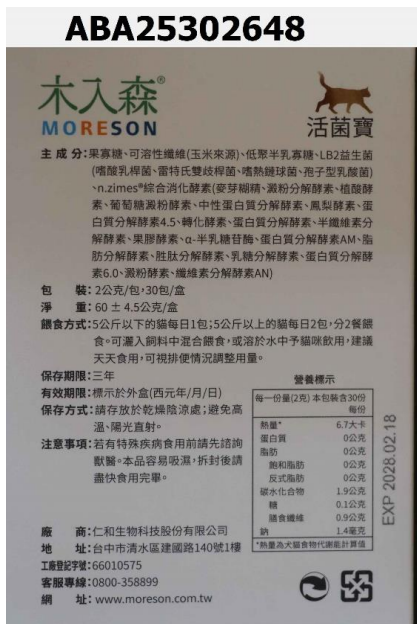 ABA25302648
木入森®
MORESON
活菌寶
主成分:果寡糖、可溶性纖維(玉米來源)、低聚半乳寡糖、LB2益生菌
(嗜酸乳桿菌、雷特氏雙歧桿菌、嗜熱鏈球菌、孢子型乳酸菌)
、n.zimes®綜合消化酵素(麥芽糊精、澱粉分解酵素、植酸酵
素、葡萄糖澱粉酵素、中性蛋白質分解酵素、鳳梨酵素、蛋
白質分解酵素4.5、轉化酵素、蛋白質分解酵素、半纖維素分
解酵素、果膠酵素、α-半乳糖苷酶、蛋白質分解酵素AM、脂
肪分解酵素、胜肽分解酵素、乳糖分解酵素、蛋白質分解酵
素6.0、澱粉酵素、纖維素分解酵素AN)
包裝:2公克/包,30包/盒
淨重:60 ± 4.5公克/盒
餵食方式:5公斤以下的貓每日1包;5公斤以上的貓每日2包,分2餐餵
食。可灑入飼料中混合餵食,或溶於水中予貓咪飲用,建議
天天食用,可視排便情況調整用量。
保存期限:三年
有效期限:標示於外盒(西元年/月/日)
保存方式:請存放於乾燥陰涼處;避免高
溫、陽光直射。
注意事項:若有特殊疾病食用前請先諮詢
獸醫。本品容易吸濕,拆封後請
盡快食用完畢。
營養標示
每一份量(2克) 本包裝含30份
每份
熱量* 6.7大卡
蛋白質 0公克
脂肪 0公克
飽和脂肪 0公克
反式脂肪 0公克
碳水化合物 1.9公克
糖 0.1公克
膳食纖維 0.9公克
鈉 1.4毫克
*熱量為犬貓食物代謝能計算值
EXP 2028.02.18
廠商:仁和生物科技股份有限公司
地址:台中市清水區建國路140號1樓
工廠登記字號:66010575
客服專線:0800-358899
網址:www.moreson.com.tw